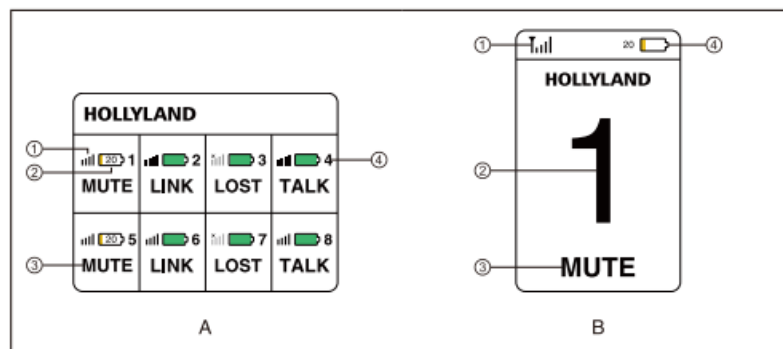 ① 20 ④
HOLLYLAND
1
②
③ MUTE
B
HOLLYLAND
① 20 1 2 3 4 ④
②
MUTE LINK LOST TALK
20 5 6 7 8
③ MUTE LINK LOST TALK
A